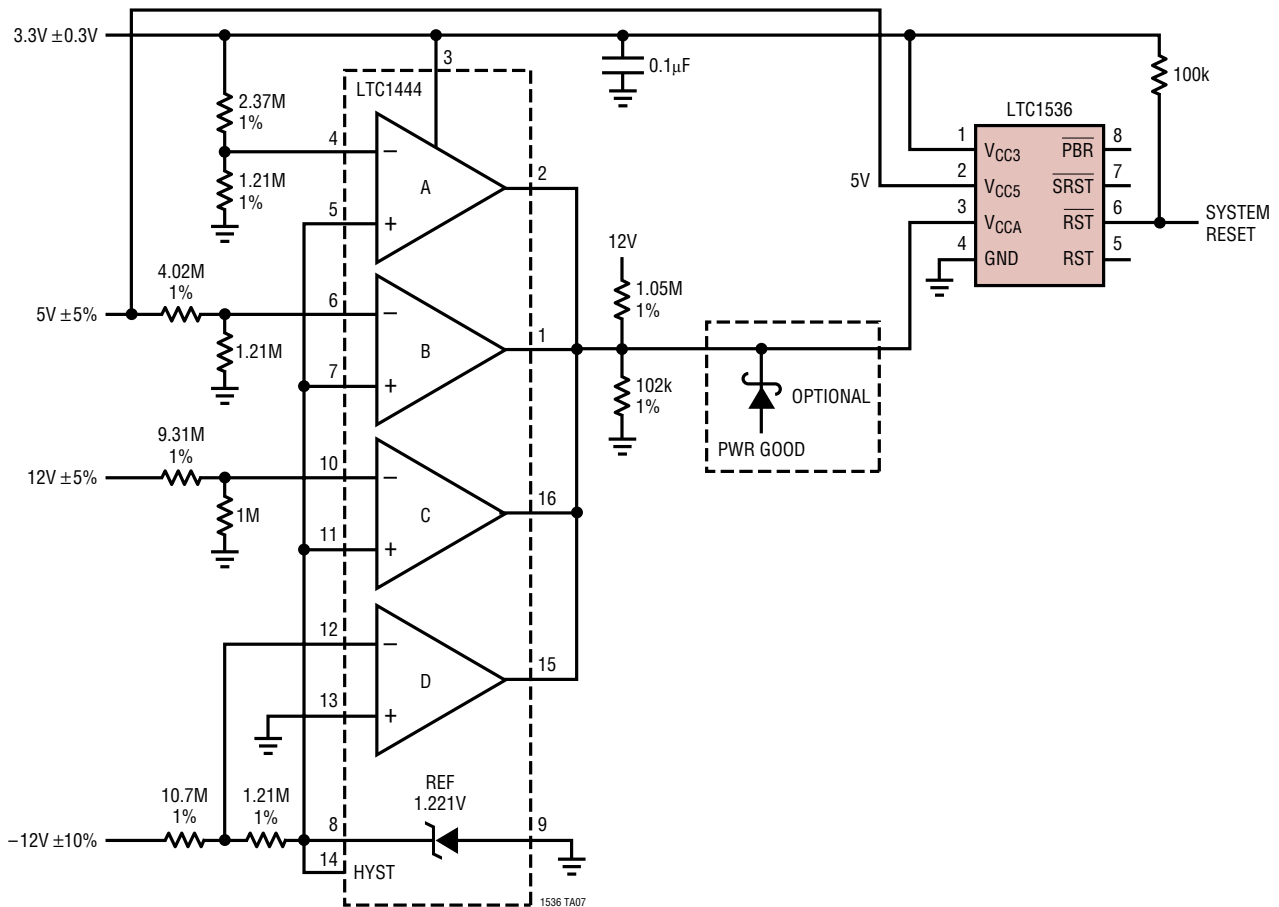 3.3V ±0.3V
3
0.1µF
100k
LTC1444
LTC1536
2.37M
1%
4
−
A
2
1.21M
1%
5
+
1
VCC3
PBR
8
5V
2
VCC5
SRST
7
3
VCCA
RST
6
SYSTEM
RESET
4
GND
RST
5
12V
4.02M
1%
1.05M
1%
5V ±5%
6
−
B
1
1.21M
7
+
102k
1%
OPTIONAL
PWR GOOD
9.31M
1%
12V ±5%
10
−
C
16
1M
11
+
12
−
D
15
13
+
REF
1.221V
10.7M
1%
1.21M
1%
−12V ±10%
8
9
14
HYST
1536 TA07